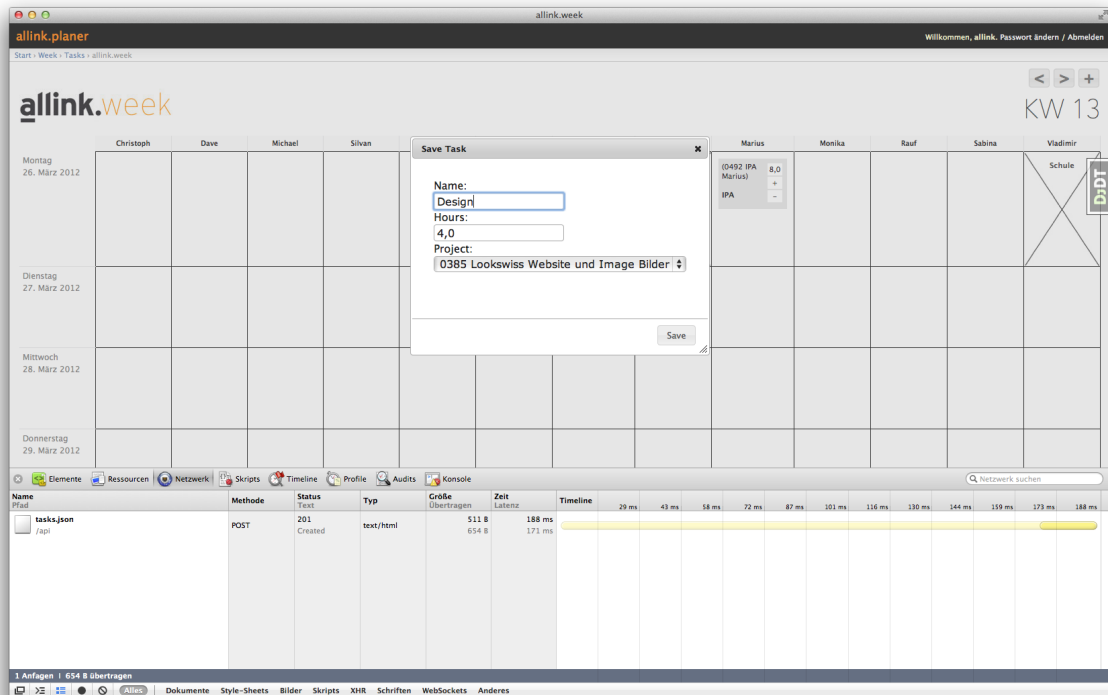 allink.week
allink.planer
Willkommen, allink. Passwort ändern / Abmelden
Start › Week › Tasks › allink.week
< > +
allink.week
KW 13
Christoph Dave Michael Silvan Marius Monika Rauf Sabina Vladimir
Montag
26. März 2012
Dienstag
27. März 2012
Mittwoch
28. März 2012
Donnerstag
29. März 2012
Save Task
Name:
Design
Hours:
4,0
Project:
0385 Lookswiss Website und Image Bilder
Save
(0492 IPA
Marius)
IPA
8,0
+
-
Schule
DjDT
Elemente Ressourcen Netzwerk Skripts Timeline Profile Audits Konsole
Netzwerk suchen
Name Methode Status Typ Größe Zeit Timeline
Pfad Text Übertragen Latenz
29 ms 43 ms 58 ms 72 ms 87 ms 101 ms 116 ms 130 ms 144 ms 159 ms 173 ms 188 ms
tasks.json POST 201 text/html 511 B 188 ms
/api Created 654 B 171 ms
1 Anfagen | 654 B übertragen
Alles Dokumente Style-Sheets Bilder Skripts XHR Schriften WebSockets Anderes